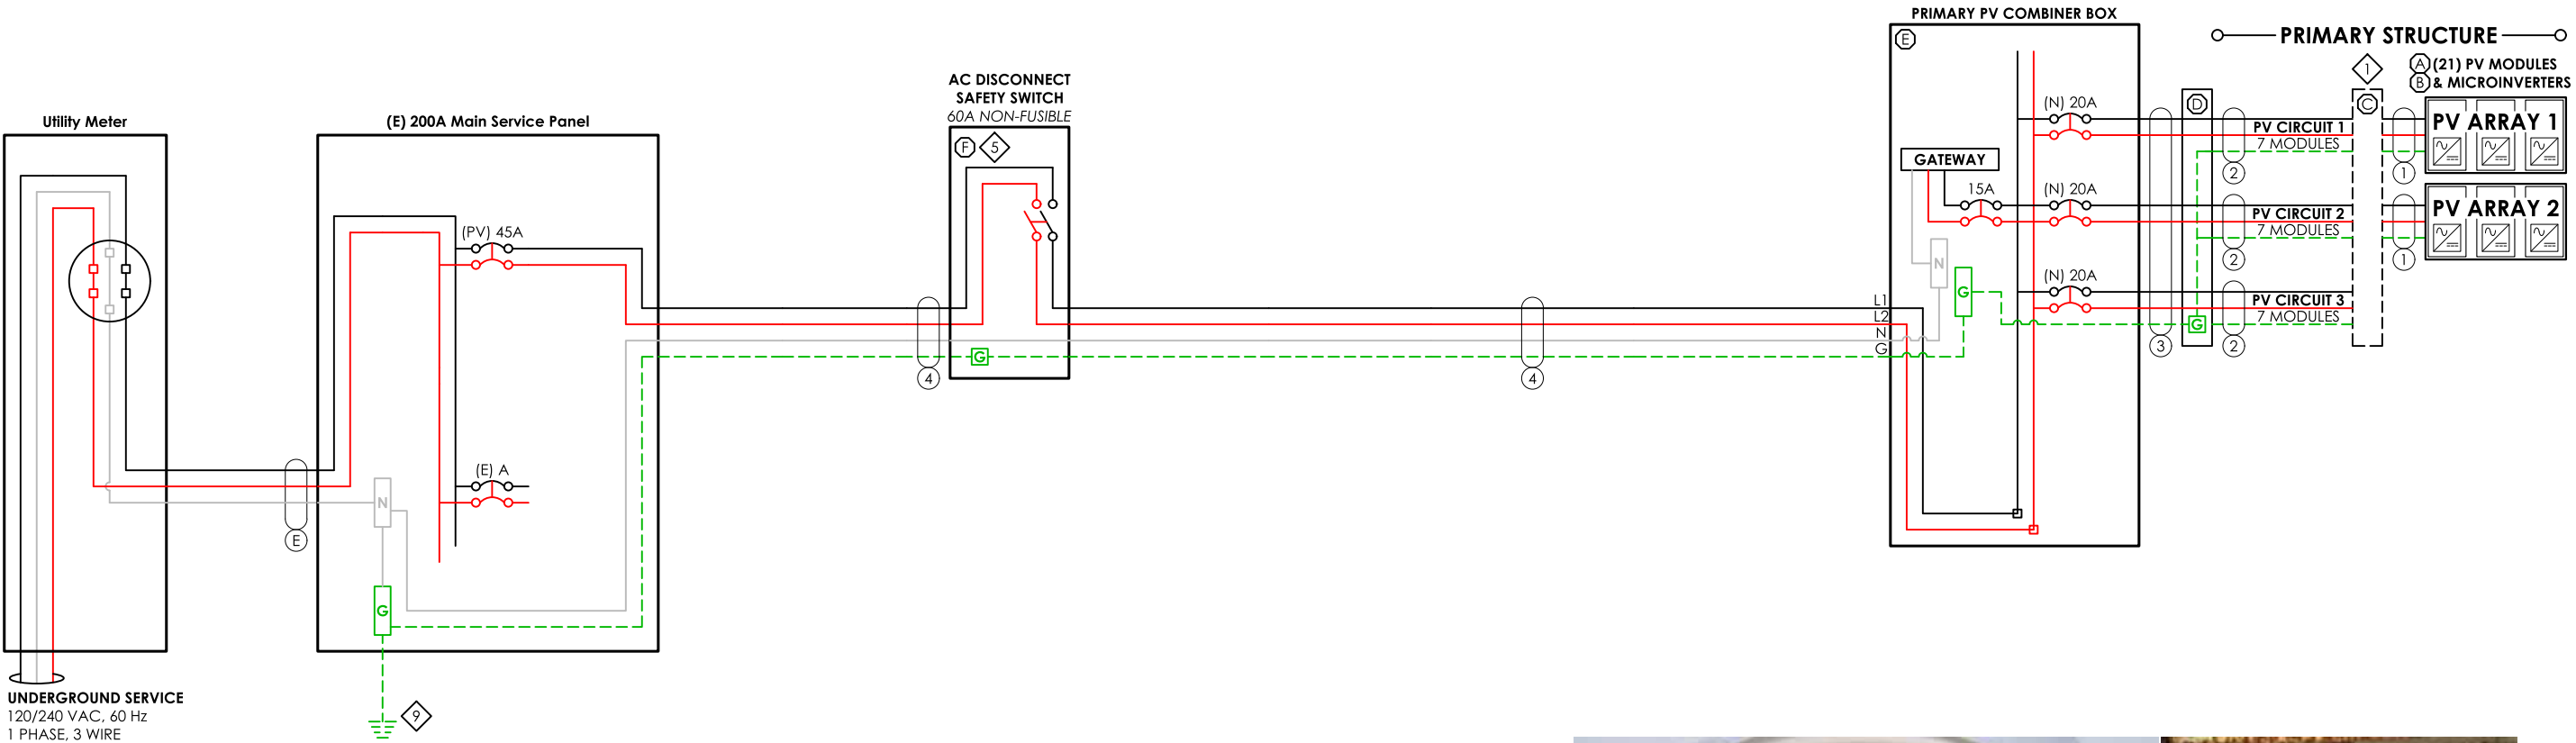 Utility Meter
UNDERGROUND SERVICE
120/240 VAC, 60 Hz
1 PHASE, 3 WIRE
E
(E) 200A Main Service Panel
(PV) 45A
(E) A
N
G
9
4
AC DISCONNECT
SAFETY SWITCH
60A NON-FUSIBLE
F 5
G
4
PRIMARY PV COMBINER BOX
E
GATEWAY
15A
(N) 20A
(N) 20A
(N) 20A
N
G
L1
L2
N
G
3
D
G
2
2
2
PRIMARY STRUCTURE
1
C
A (21) PV MODULES
B & MICROINVERTERS
PV CIRCUIT 1
7 MODULES
PV CIRCUIT 2
7 MODULES
PV CIRCUIT 3
7 MODULES
1
1
PV ARRAY 1
PV ARRAY 2